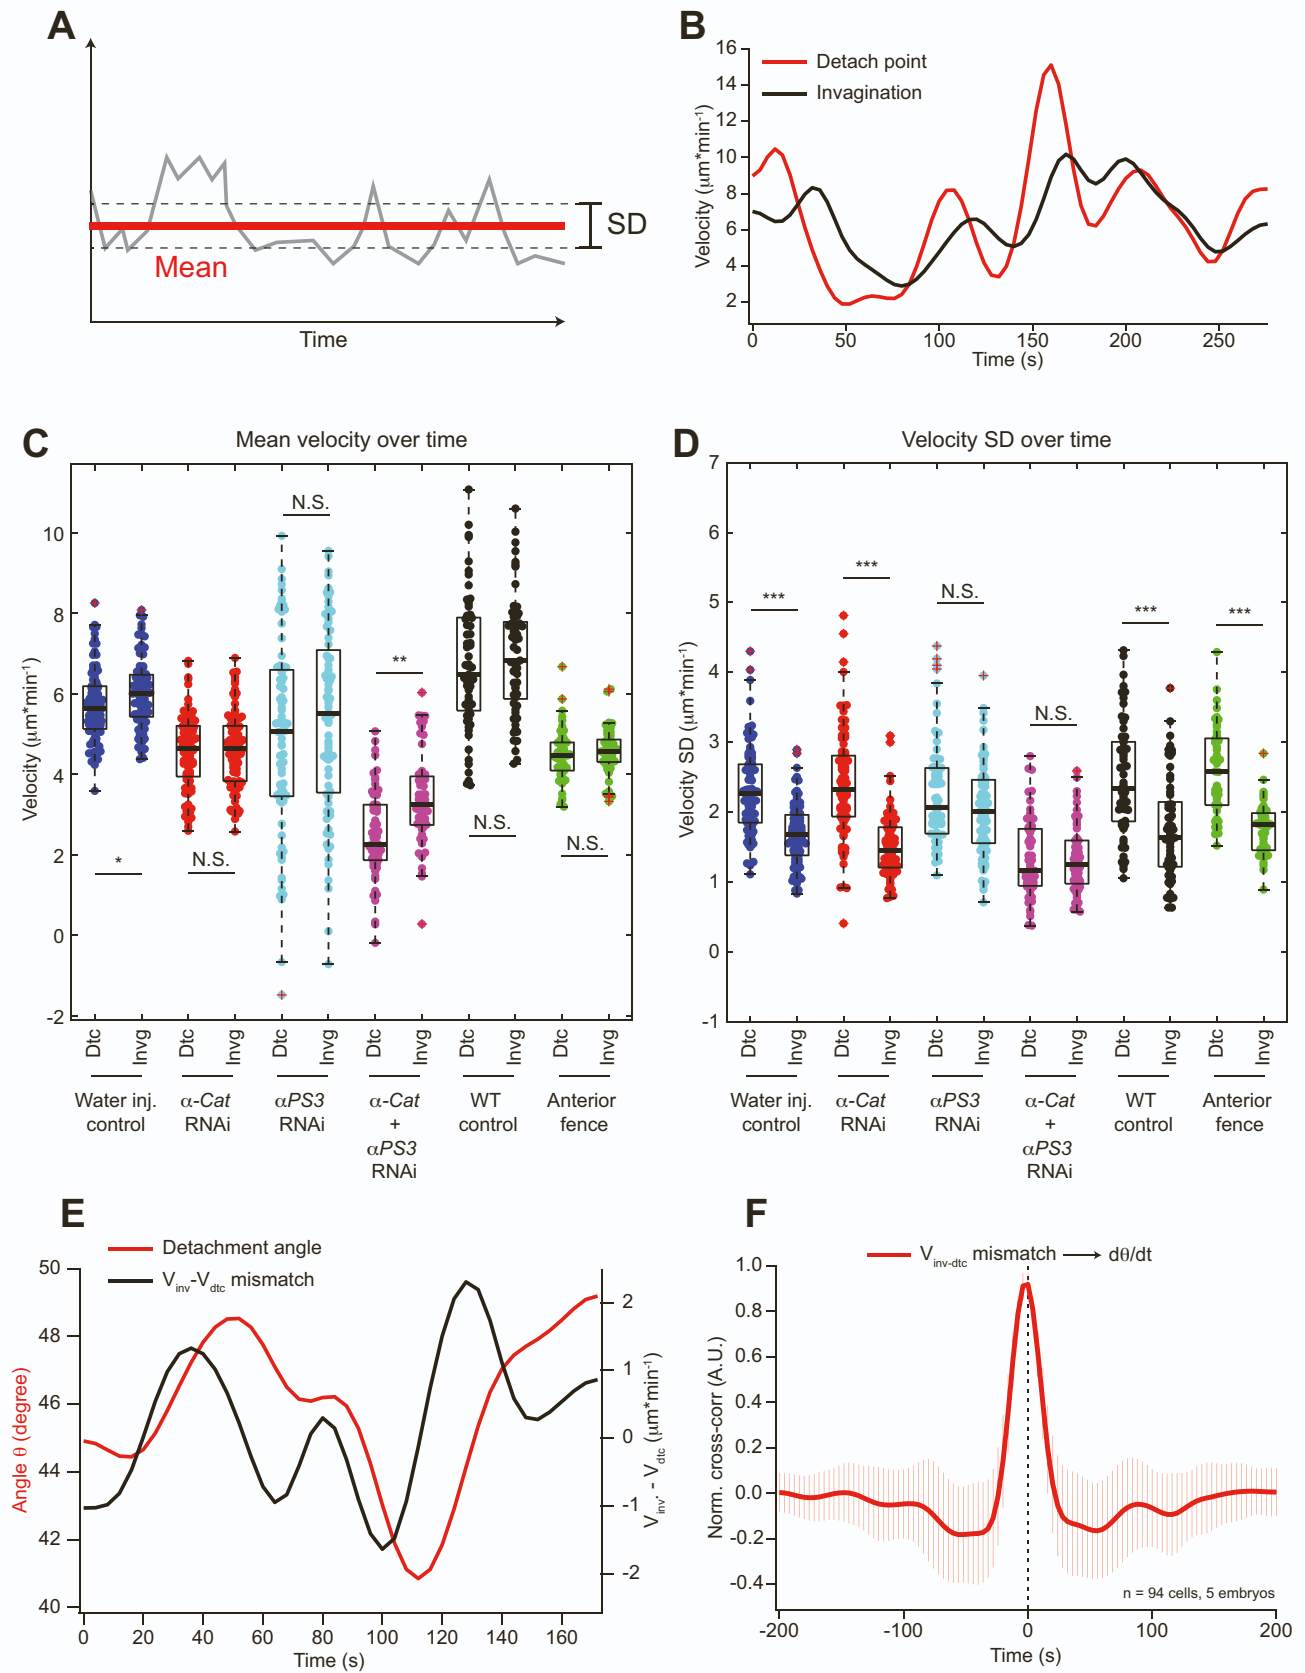 A
SD
Mean
Time
B
Detach point
Invagination
Velocity (μm*min-1)
16
14
12
10
8
6
4
2
0 50 100 150 200 250
Time (s)
C
Mean velocity over time
Velocity (μm*min-1)
10
8
6
4
2
0
-2
N.S.
**
*
N.S.
N.S.
N.S.
Dtc Invg Dtc Invg Dtc Invg Dtc Invg Dtc Invg Dtc Invg
Water inj. control
α-Cat RNAi
αPS3 RNAi
α-Cat + αPS3 RNAi
WT control
Anterior fence
D
Velocity SD over time
Velocity SD (μm*min-1)
7
6
5
4
3
2
1
0
-1
***
***
N.S.
N.S.
***
***
Dtc Invg Dtc Invg Dtc Invg Dtc Invg Dtc Invg Dtc Invg
Water inj. control
α-Cat RNAi
αPS3 RNAi
α-Cat + αPS3 RNAi
WT control
Anterior fence
E
Detachment angle
Vinv-Vdtc mismatch
Angle θ (degree)
50
48
46
44
42
40
2
1
0
-1
-2
Vinv. - Vdtc (μm*min-1)
0 20 40 60 80 100 120 140 160
Time (s)
F
Vinv-dtc mismatch → dθ/dt
Norm. cross-corr (A.U.)
1.0
0.8
0.6
0.4
0.2
0.0
-0.2
-0.4
n = 94 cells, 5 embryos
-200 -100 0 100 200
Time (s)